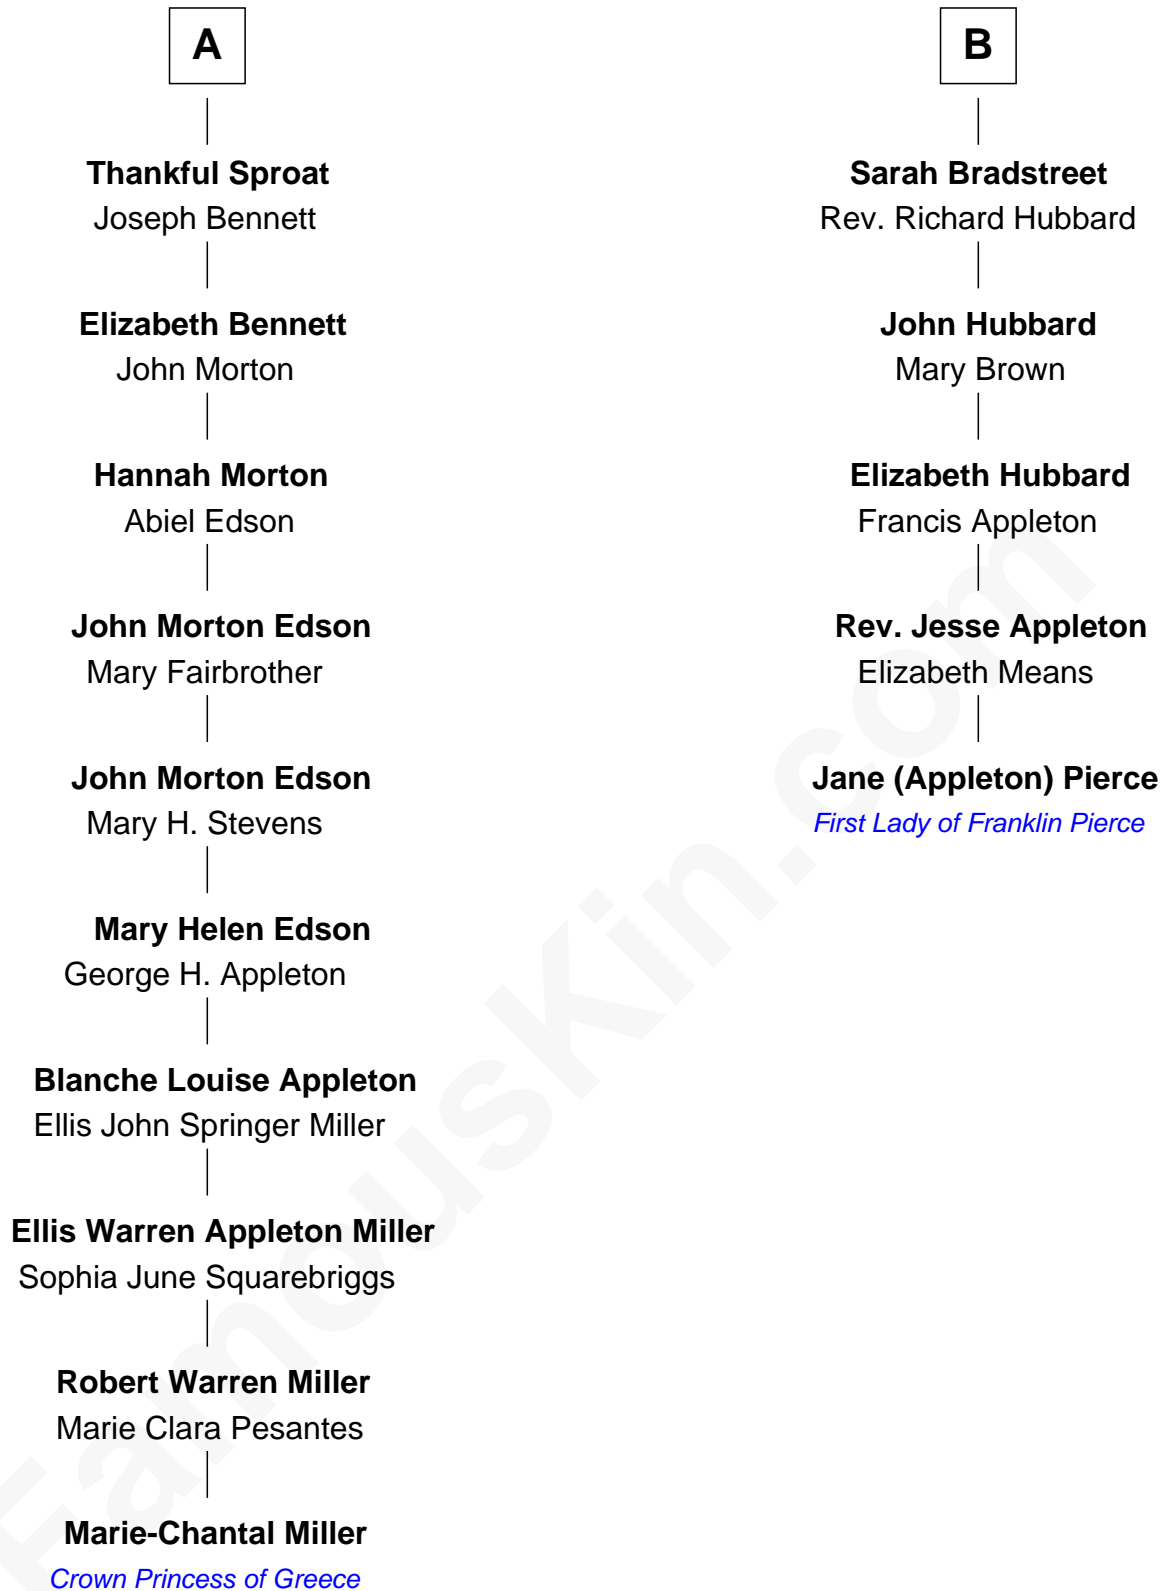 A
Thankful Sproat
Joseph Bennett
Elizabeth Bennett
John Morton
Hannah Morton
Abiel Edson
John Morton Edson
Mary Fairbrother
John Morton Edson
Mary H. Stevens
Mary Helen Edson
George H. Appleton
Blanche Louise Appleton
Ellis John Springer Miller
Ellis Warren Appleton Miller
Sophia June Squarebriggs
Robert Warren Miller
Marie Clara Pesantes
Marie-Chantal Miller
Crown Princess of Greece
B
Sarah Bradstreet
Rev. Richard Hubbard
John Hubbard
Mary Brown
Elizabeth Hubbard
Francis Appleton
Rev. Jesse Appleton
Elizabeth Means
Jane (Appleton) Pierce
First Lady of Franklin Pierce
FamousKin.com